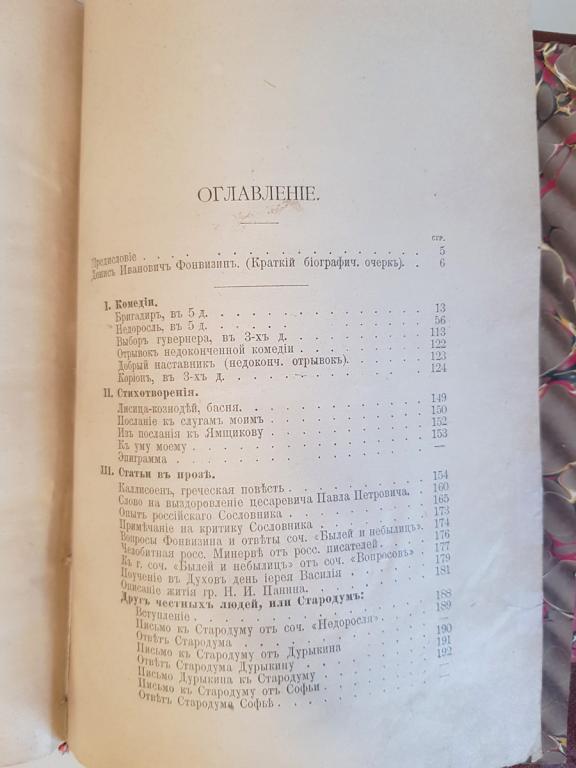 ОГЛАВЛЕНІЕ.
СТР.
Предисловіе . . . . . . . . . . . . . . . 5
Денисъ Ивановичъ Фонвизинъ. (Краткій біографич. очеркъ). . 6
I. Комедіи.
Бригадиръ, въ 5 д. . . . . . . . . . . . 13
Недоросль, въ 5 д. . . . . . . . . . . . 56
Выборъ гувернера, въ 3-хъ д. . . . . . . . . 113
Отрывокъ недоконченной комедіи . . . . . . . . 122
Добрый наставникъ (недоконч. отрывокъ). . . . . . 123
Коріонъ, въ 3-хъ д. . . . . . . . . . . . 124
II. Стихотворенія.
Лисица-кознодѣй, басня. . . . . . . . . . . 149
Посланіе къ слугамъ моимъ . . . . . . . . . 150
Изъ посланія къ Ямщикову . . . . . . . . . 152
Къ уму моему . . . . . . . . . . . . . 153
Эпиграмма . . . . . . . . . . . . . . —
III. Статьи въ прозѣ.
Каллисѳенъ, греческая повѣсть . . . . . . . . 154
Слово на выздоровленіе цесаревича Павла Петровича. . 160
Опытъ россійскаго Сословника . . . . . . . . 165
Примѣчаніе на критику Сословника . . . . . . . 173
Вопросы Фонвизина и отвѣты соч. «Былей и небылицъ». 174
Челобитная росс. Минервѣ отъ росс. писателей. . . . 176
Къ г. соч. «Былей и небылицъ» отъ соч. «Вопросовъ» . 177
Поученіе въ Духовъ день іерея Василія . . . . . . 179
Описаніе житія гр. Н. И. Панина. . . . . . . . 181
Другъ честныхъ людей, или Стародумъ:
Вступленіе . . . . . . . . . . . . . 188
Письмо къ Стародуму отъ соч. «Недоросля» . . . . 189
Отвѣтъ Стародума . . . . . . . . . . . —
Письмо къ Стародуму отъ Дурыкина . . . . . . 190
Отвѣтъ Стародума Дурыкину . . . . . . . . 191
Письмо Дурыкина къ Стародуму . . . . . . . 192
Письмо къ Стародуму отъ Софьи . . . . . . . —
Отвѣтъ Стародума Софьѣ . . . . . . . . .